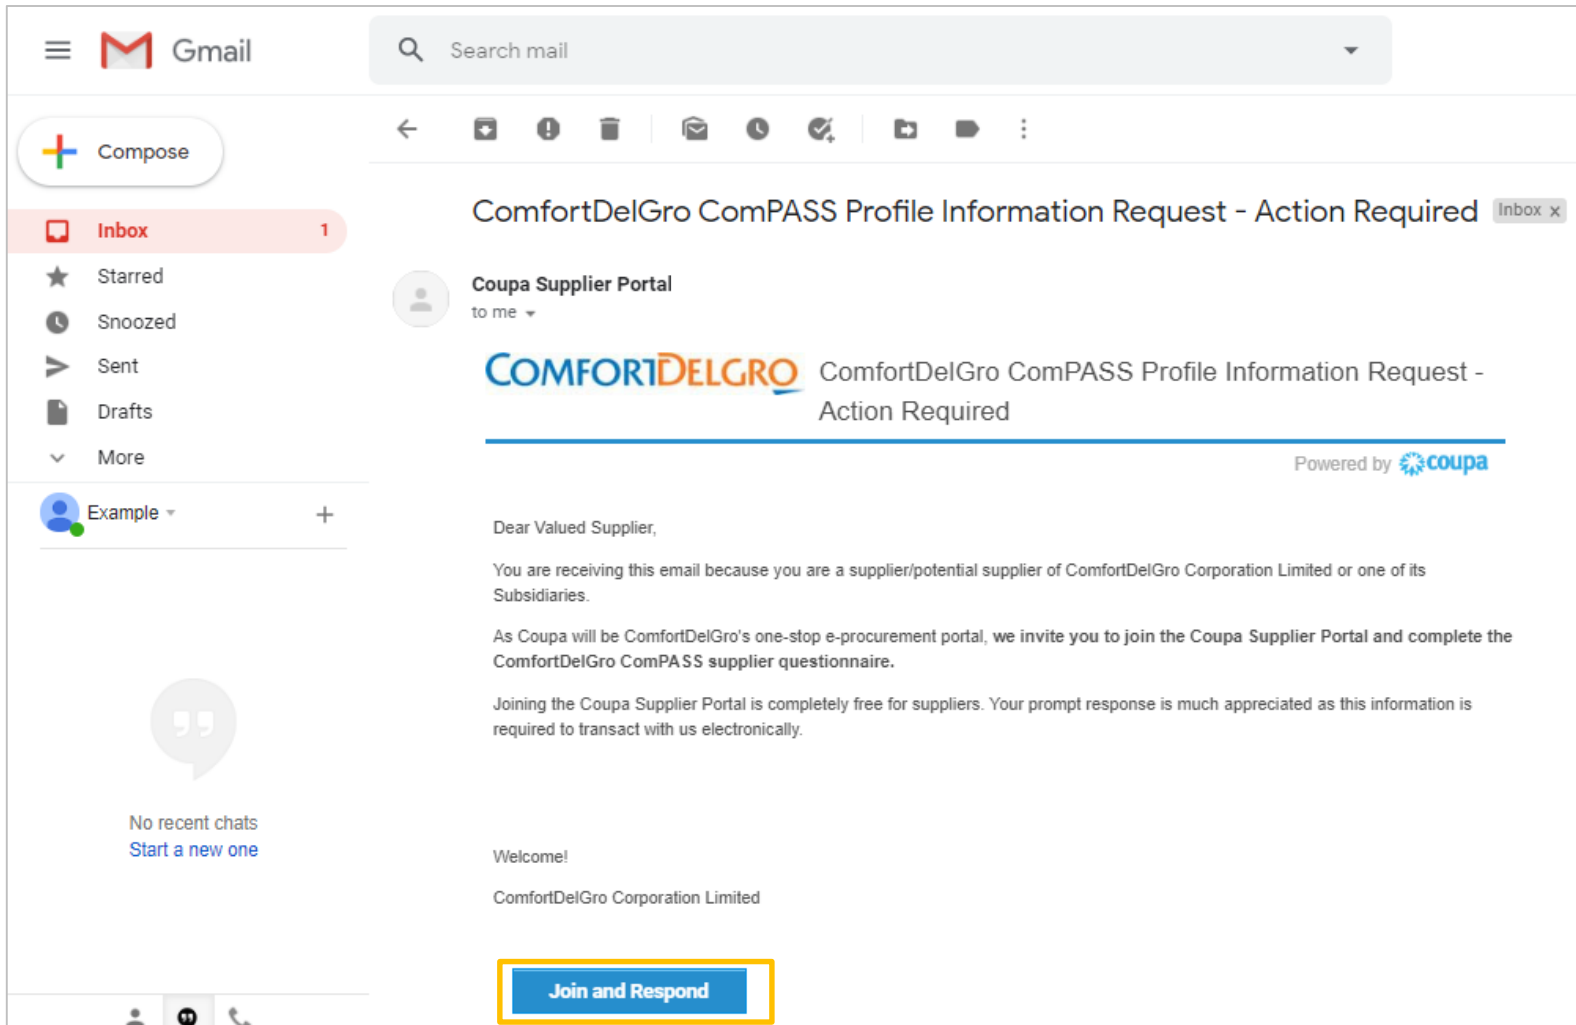 Gmail
Search mail
Compose
Inbox 1
Starred
Snoozed
Sent
Drafts
More
Example
No recent chats
Start a new one
ComfortDelGro ComPASS Profile Information Request - Action Required Inbox x
Coupa Supplier Portal
to me
COMFORTDELGRO
ComfortDelGro ComPASS Profile Information Request -
Action Required
Powered by coupa
Dear Valued Supplier,
You are receiving this email because you are a supplier/potential supplier of ComfortDelGro Corporation Limited or one of its
Subsidiaries.
As Coupa will be ComfortDelGro's one-stop e-procurement portal, we invite you to join the Coupa Supplier Portal and complete the
ComfortDelGro ComPASS supplier questionnaire.
Joining the Coupa Supplier Portal is completely free for suppliers. Your prompt response is much appreciated as this information is
required to transact with us electronically.
Welcome!
ComfortDelGro Corporation Limited
Join and Respond